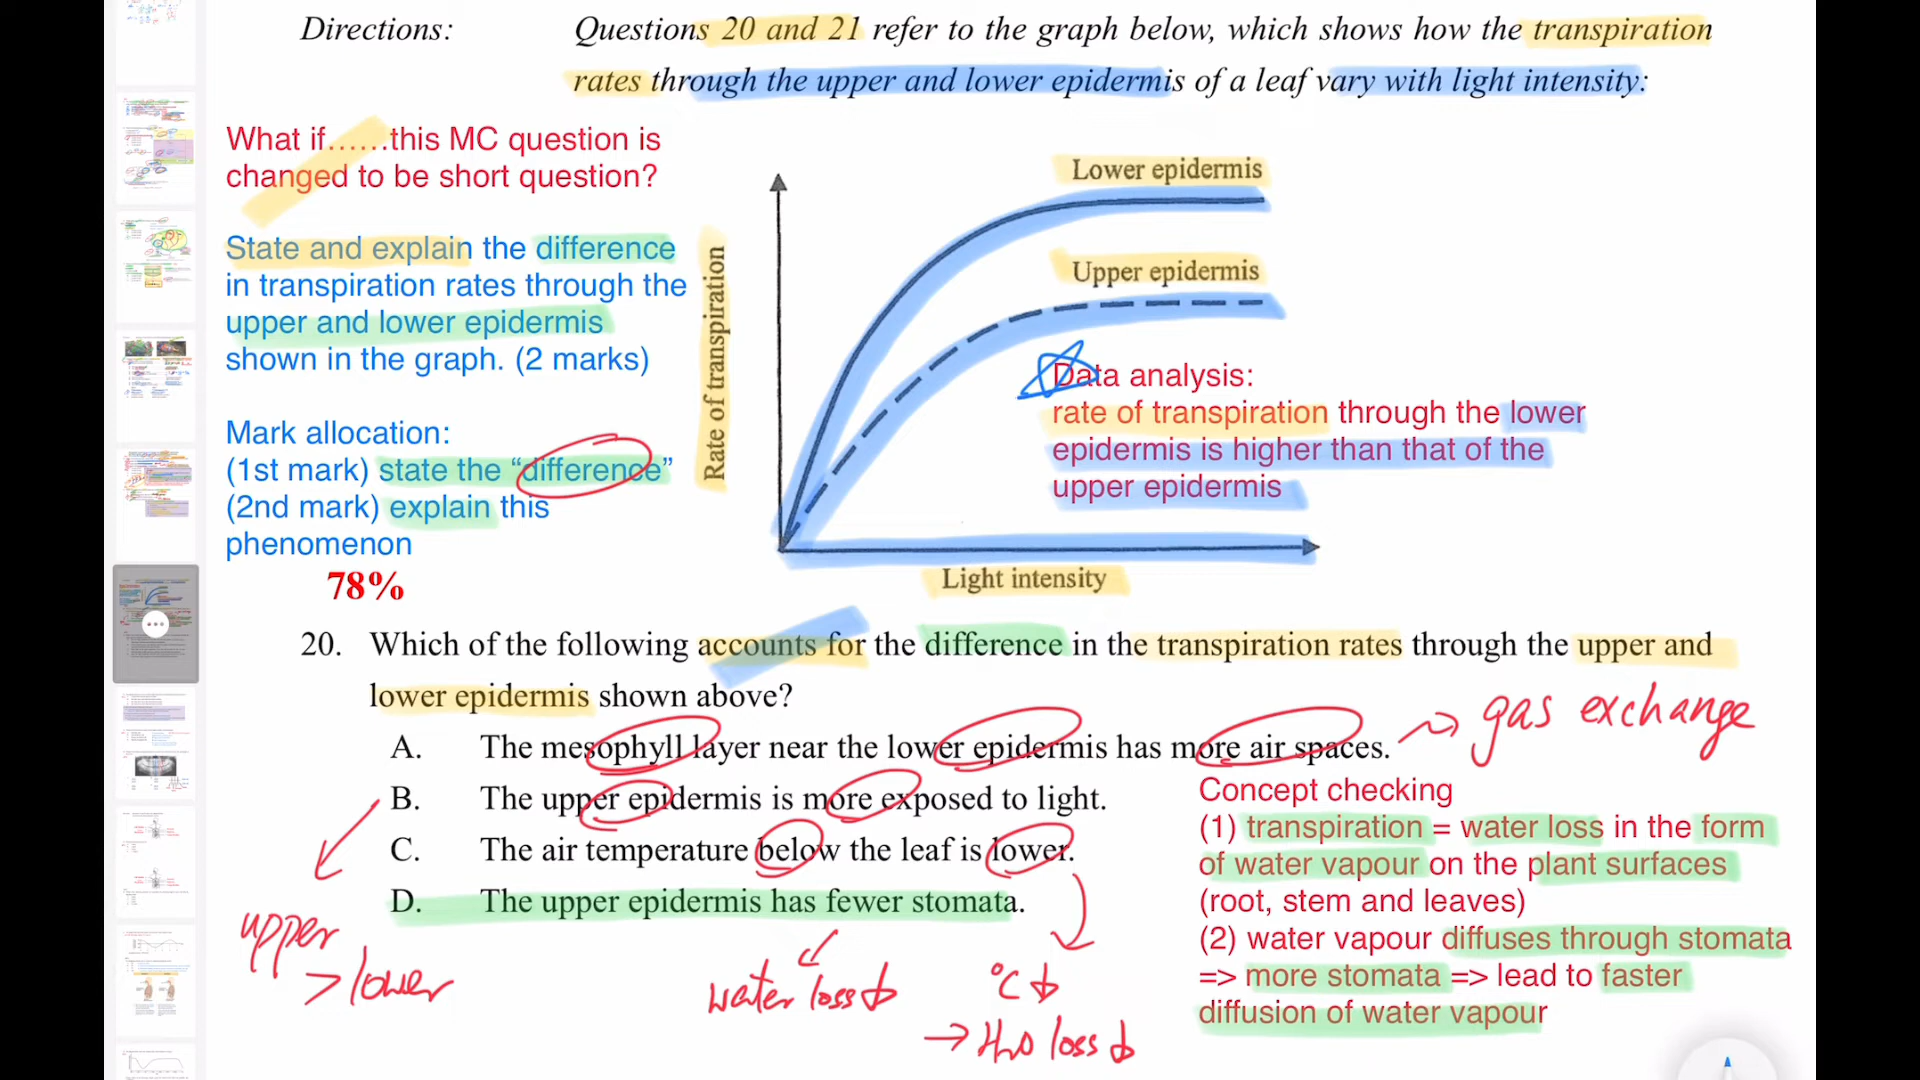 Directions: Questions 20 and 21 refer to the graph below, which shows how the transpiration
rates through the upper and lower epidermis of a leaf vary with light intensity:
What if……this MC question is
changed to be short question?
State and explain the difference
in transpiration rates through the
upper and lower epidermis
shown in the graph. (2 marks)
Mark allocation:
(1st mark) state the “difference”
(2nd mark) explain this
phenomenon
78%
Rate of transpiration
Lower epidermis
Upper epidermis
Data analysis:
rate of transpiration through the lower
epidermis is higher than that of the
upper epidermis
Light intensity
20. Which of the following accounts for the difference in the transpiration rates through the upper and
lower epidermis shown above?
A. The mesophyll layer near the lower epidermis has more air spaces.
gas exchange
B. The upper epidermis is more exposed to light.
C. The air temperature below the leaf is lower.
D. The upper epidermis has fewer stomata.
upper
> lower
water loss ↓
°C ↓
→ H₂O loss ↓
Concept checking
(1) transpiration = water loss in the form
of water vapour on the plant surfaces
(root, stem and leaves)
(2) water vapour diffuses through stomata
=> more stomata => lead to faster
diffusion of water vapour